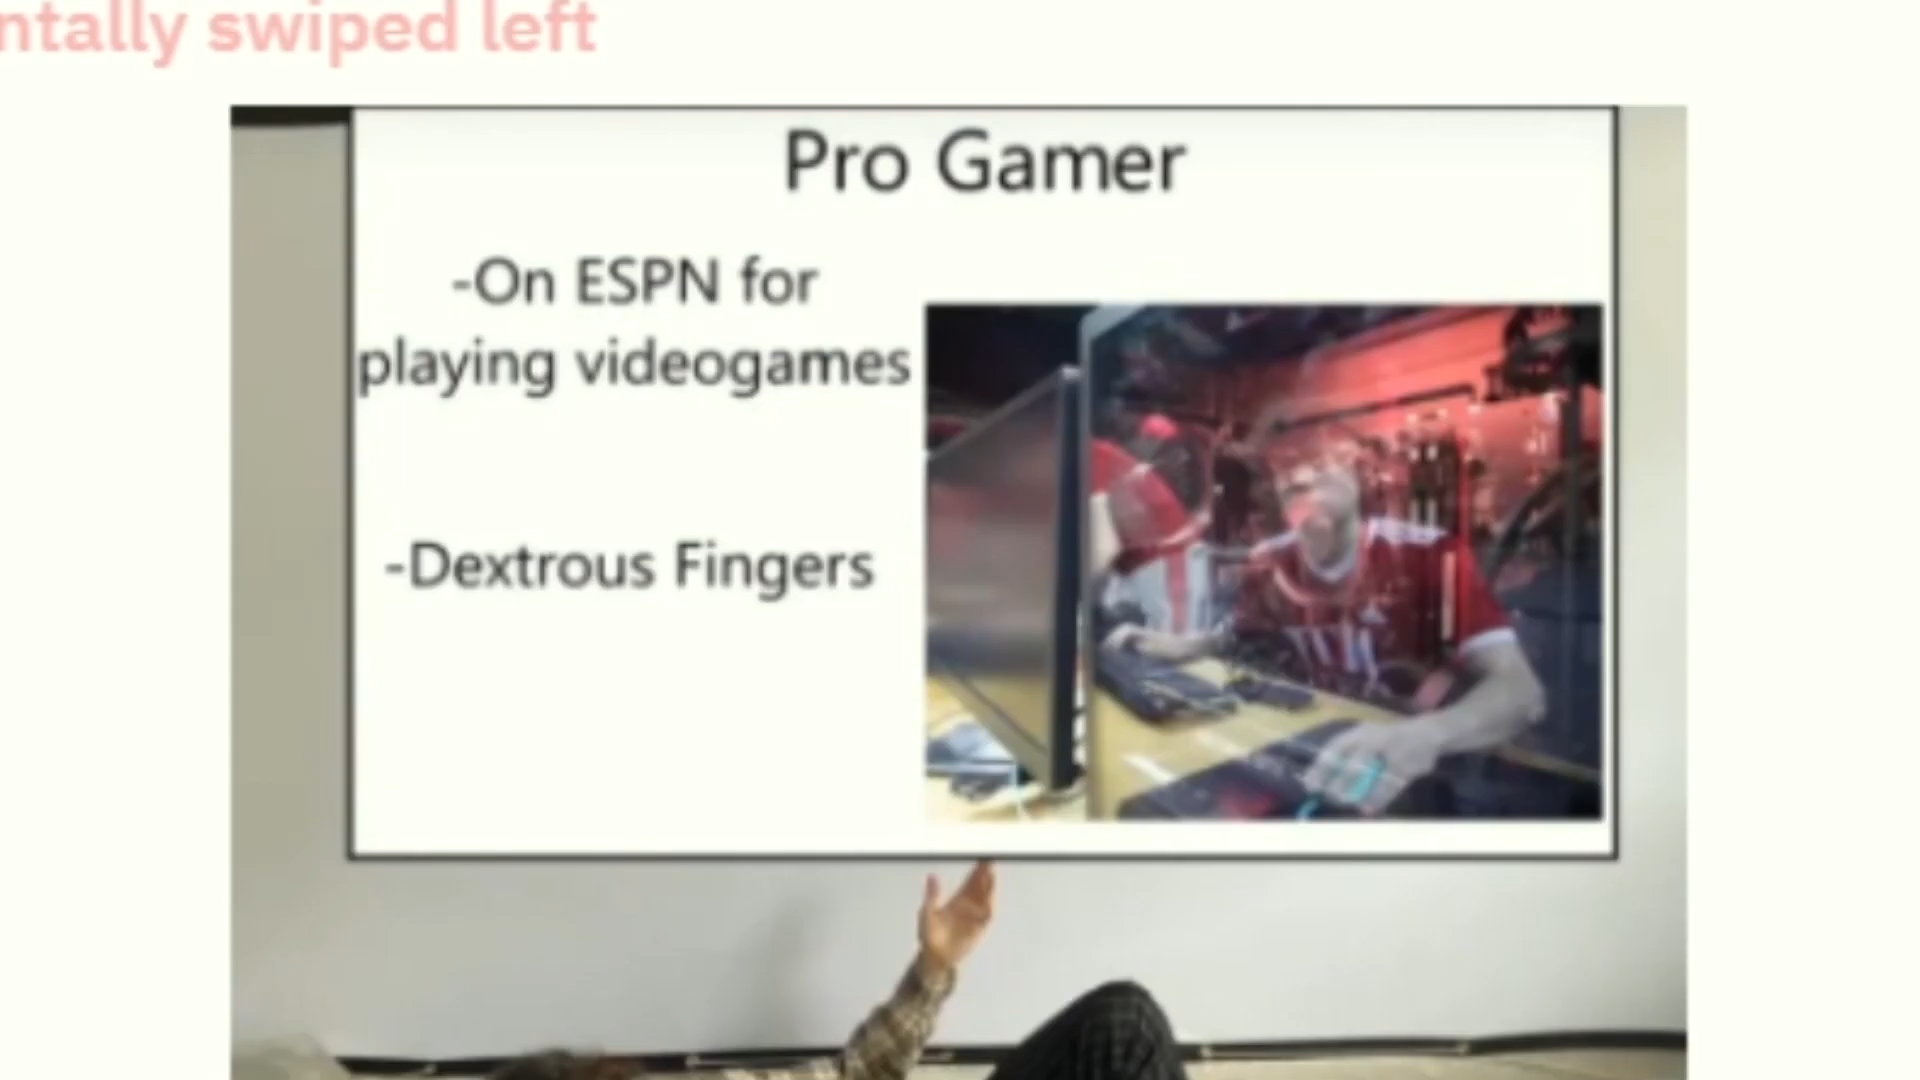 ntally swiped left
Pro Gamer
-On ESPN for
playing videogames
-Dextrous Fingers